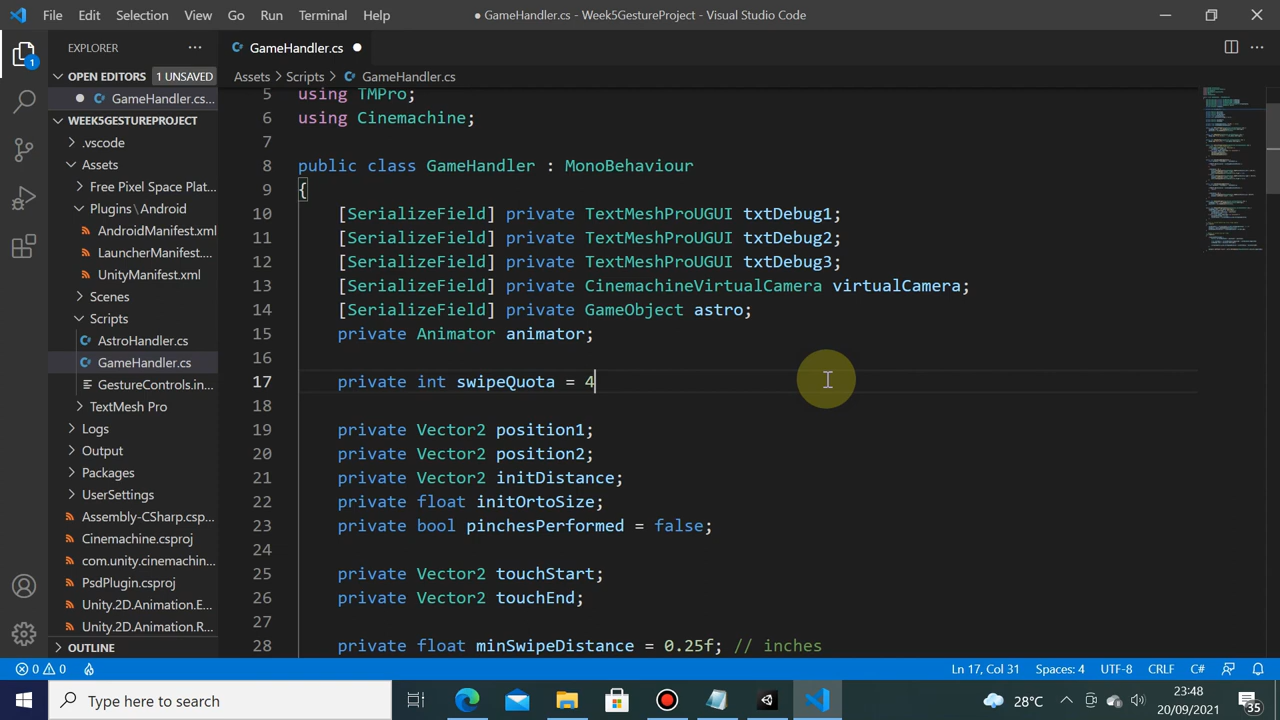 File Edit Selection View Go Run Terminal Help
● GameHandler.cs - Week5GestureProject - Visual Studio Code
EXPLORER ···
GameHandler.cs ●
OPEN EDITORS 1 UNSAVED
● GameHandler.cs...
WEEK5GESTUREPROJECT
.vscode
Assets
Free Pixel Space Plat...
Plugins\Android
AndroidManifest.xml
LauncherManifest....
UnityManifest.xml
Scenes
Scripts
AstroHandler.cs
GameHandler.cs
GestureControls.in...
TextMesh Pro
Logs
Output
Packages
UserSettings
Assembly-CSharp.csp...
Cinemachine.csproj
com.unity.cinemachin...
PsdPlugin.csproj
Unity.2D.Animation.E...
Unity.2D.Animation.R...
OUTLINE
1
Assets > Scripts > GameHandler.cs
5 using TMPro;
6 using Cinemachine;
7
8 public class GameHandler : MonoBehaviour
9 {
10 [SerializeField] private TextMeshProUGUI txtDebug1;
11 [SerializeField] private TextMeshProUGUI txtDebug2;
12 [SerializeField] private TextMeshProUGUI txtDebug3;
13 [SerializeField] private CinemachineVirtualCamera virtualCamera;
14 [SerializeField] private GameObject astro;
15 private Animator animator;
16
17 private int swipeQuota = 4
18
19 private Vector2 position1;
20 private Vector2 position2;
21 private Vector2 initDistance;
22 private float initOrtoSize;
23 private bool pinchesPerformed = false;
24
25 private Vector2 touchStart;
26 private Vector2 touchEnd;
27
28 private float minSwipeDistance = 0.25f; // inches
0 0 Ln 17, Col 31 Spaces: 4 UTF-8 CRLF C#
Type here to search
28°C
23:48
20/09/2021
35